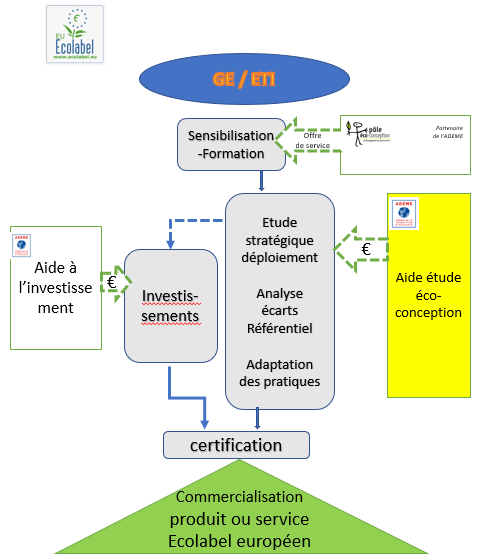 EU
Ecolabel
www.ecolabel.eu
GE / ETI
Sensibilisation
-Formation
Offre
de service
pôle
éco-conception
Partenaire
de l'ADEME
Etude
stratégique
déploiement
Analyse
écarts
Référentiel
Adaptation
des pratiques
€
ADEME
Aide étude
éco-
conception
ADEME
Aide à
l'investisse
ment
€
Investis-
sements
certification
Commercialisation
produit ou service
Ecolabel européen